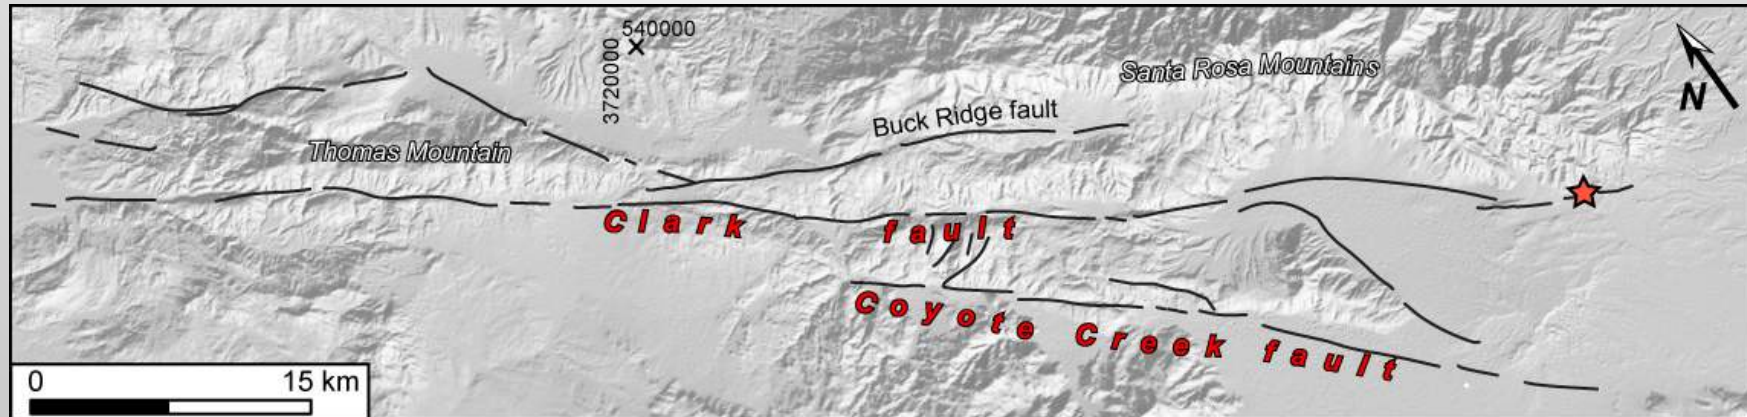 540000
3720000
Santa Rosa Mountains
N
Buck Ridge fault
Thomas Mountain
Clark fault
Coyote Creek fault
0 15 km